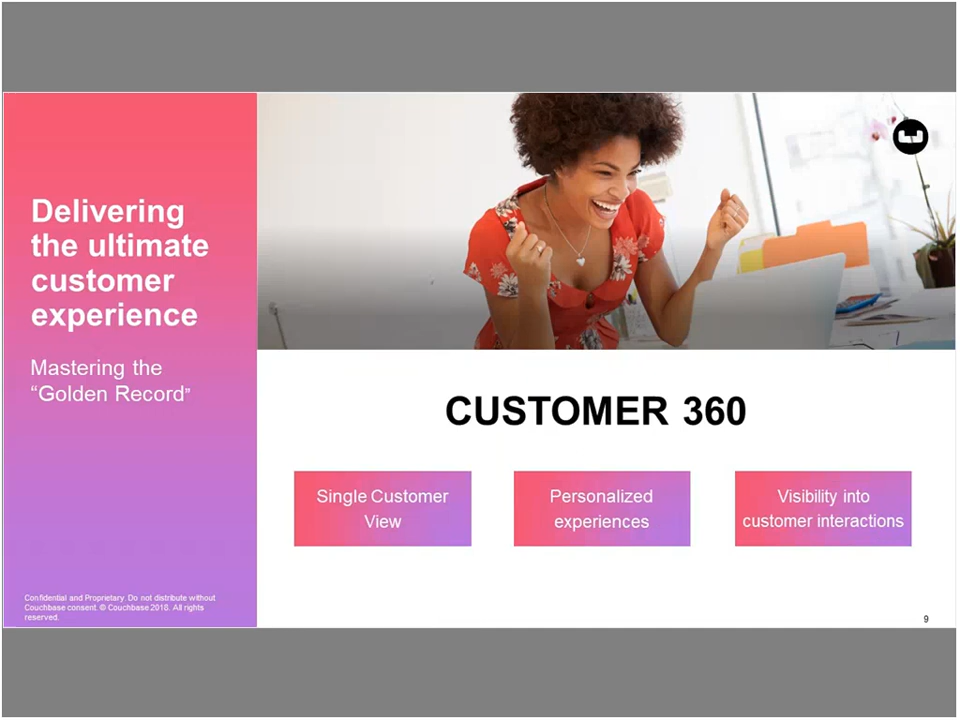 Delivering
the ultimate
customer
experience
Mastering the
“Golden Record”
CUSTOMER 360
Single Customer
View
Personalized
experiences
Visibility into
customer interactions
Confidential and Proprietary. Do not distribute without
Couchbase consent. © Couchbase 2018. All rights
reserved.
9